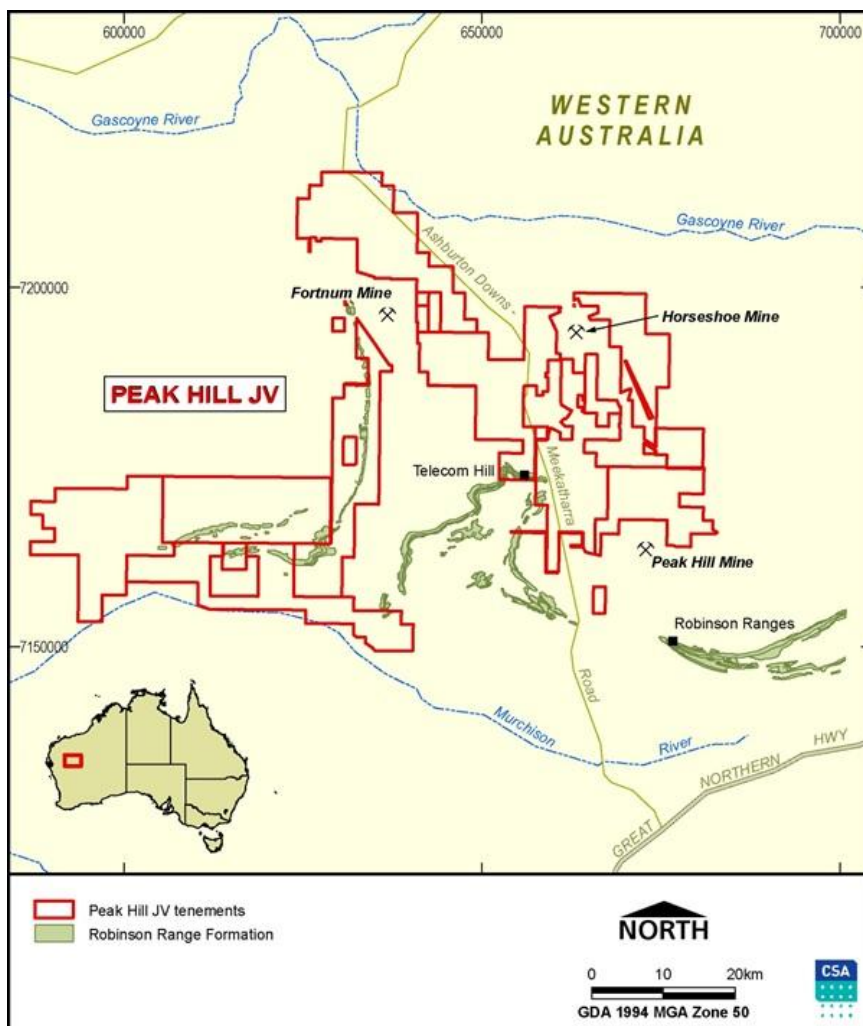 600000
650000
700000
WESTERN
AUSTRALIA
Gascoyne River
Gascoyne River
Ashburton Downs -
7200000
Fortnum Mine
Horseshoe Mine
PEAK HILL JV
Telecom Hill
Meekatharra
Peak Hill Mine
Robinson Ranges
7150000
Road
Murchison
River
GREAT
NORTHERN
HWY
Peak Hill JV tenements
Robinson Range Formation
NORTH
0 10 20km
GDA 1994 MGA Zone 50
CSA